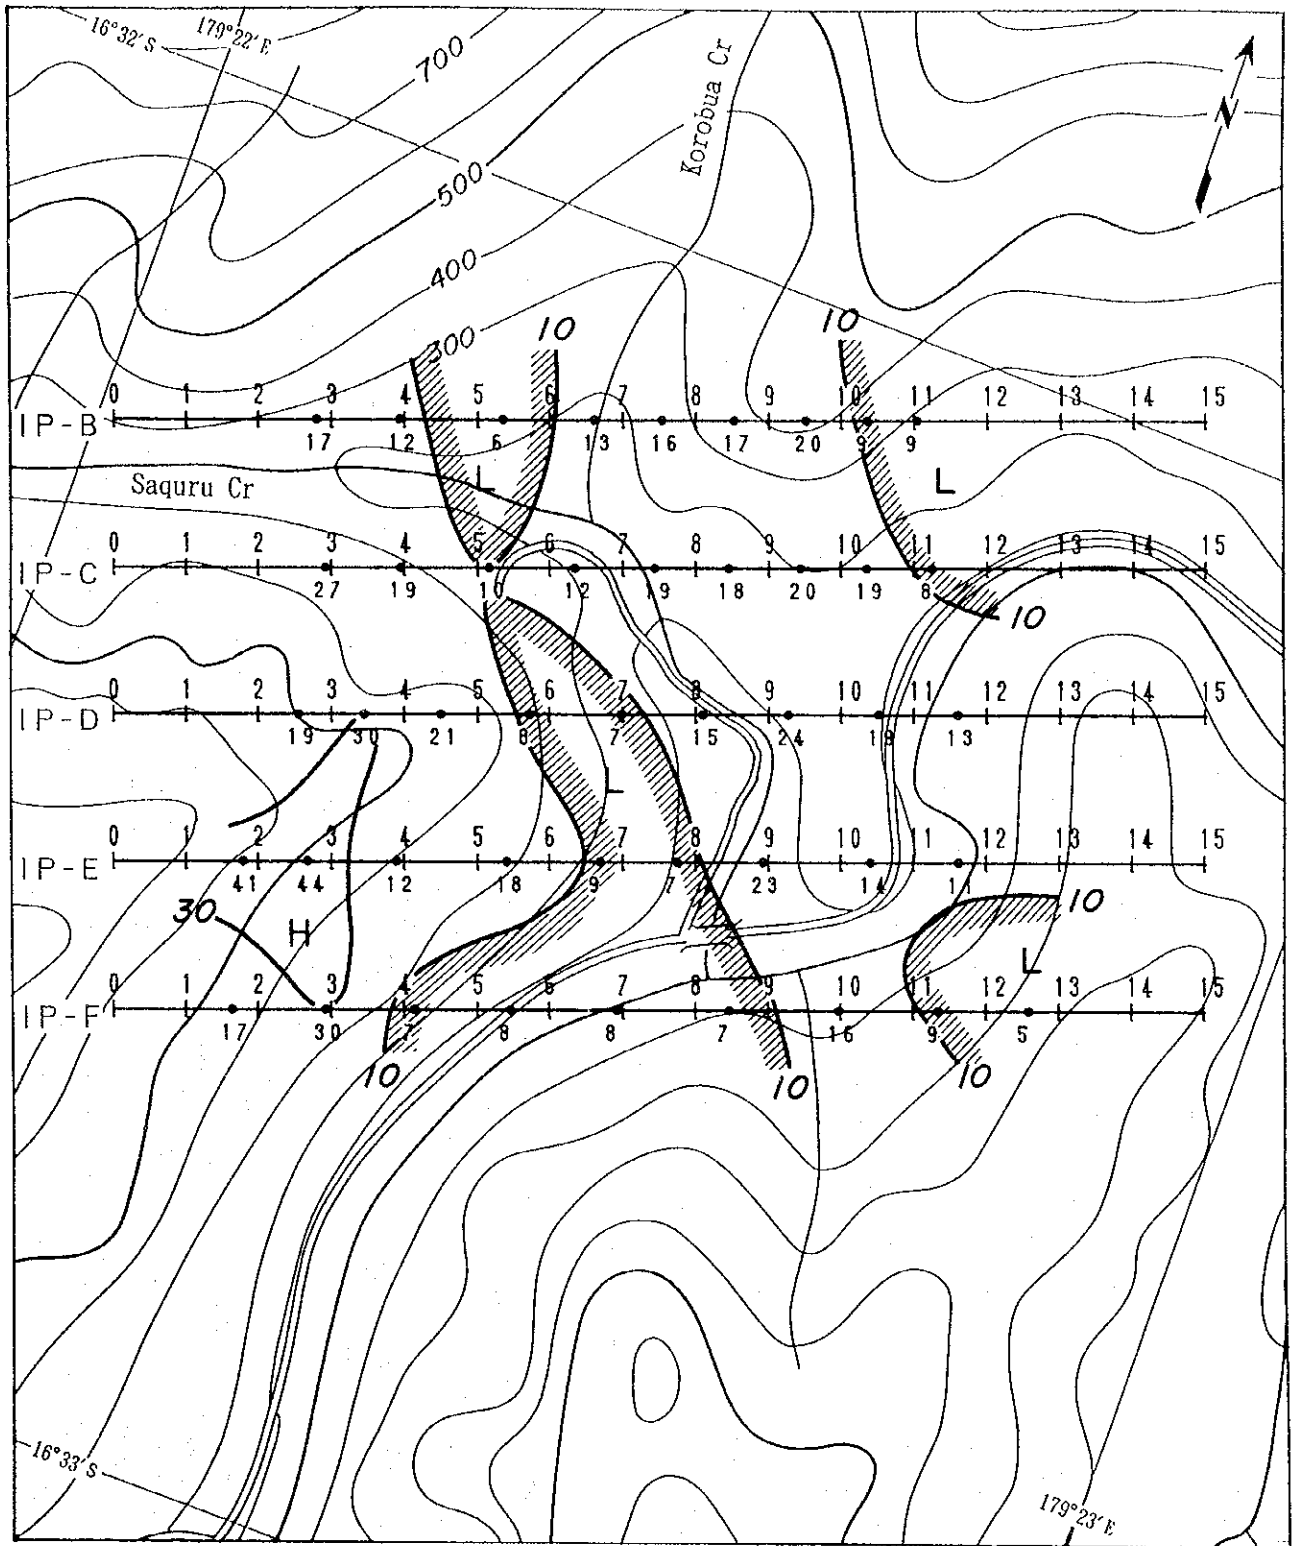 16°32'S
179°22'E
700
Korobua Cr
N
500
400
300
10
10
0 1 2 3 4 5 6 7 8 9 10 11 12 13 14 15
IP-B
17 12 6 13 16 17 20 9 9
L
L
Saquru Cr
0 1 2 3 4 5 6 7 8 9 10 11 12 13 14 15
IP-C
27 19 10 12 19 18 20 19 8
10
0 1 2 3 4 5 6 7 8 9 10 11 12 13 14 15
IP-D
19 30 21 8 7 15 24 19 13
L
0 1 2 3 4 5 6 7 8 9 10 11 12 13 14 15
IP-E
41 44 12 18 9 7 23 14 11
30
10
H
L
0 1 2 3 4 5 6 7 8 9 10 11 12 13 14 15
IP-F
17 30 7 8 8 7 16 9 5
10
10
10
16°33'S
179°23'E